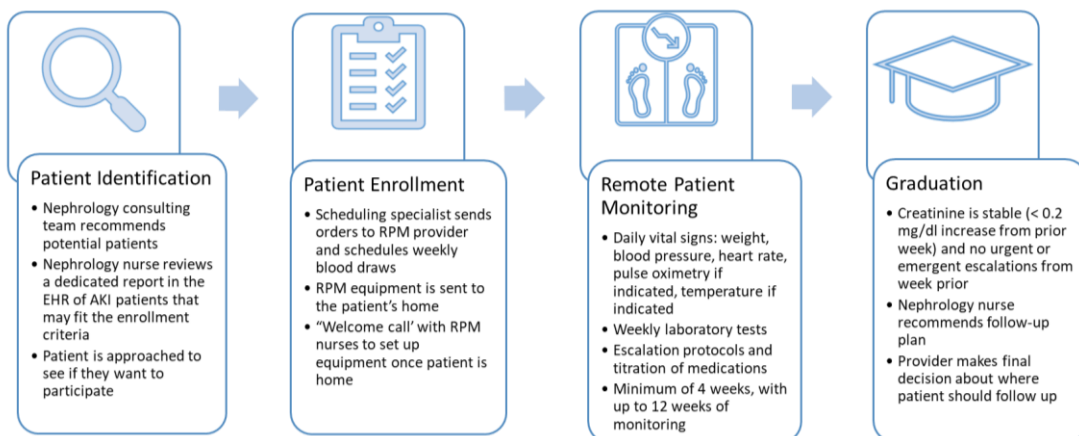 Patient Identification
• Nephrology consulting
team recommends
potential patients
• Nephrology nurse reviews
a dedicated report in the
EHR of AKI patients that
may fit the enrollment
criteria
• Patient is approached to
see if they want to
participate
Patient Enrollment
• Scheduling specialist sends
orders to RPM provider
and schedules weekly
blood draws
• RPM equipment is sent to
the patient's home
• “Welcome call’ with RPM
nurses to set up
equipment once patient is
home
Remote Patient
Monitoring
• Daily vital signs: weight,
blood pressure, heart rate,
pulse oximetry if
indicated, temperature if
indicated
• Weekly laboratory tests
• Escalation protocols and
titration of medications
• Minimum of 4 weeks, with
up to 12 weeks of
monitoring
Graduation
• Creatinine is stable (< 0.2
mg/dl increase from prior
week) and no urgent or
emergent escalations from
week prior
• Nephrology nurse
recommends follow-up
plan
• Provider makes final
decision about where
patient should follow up